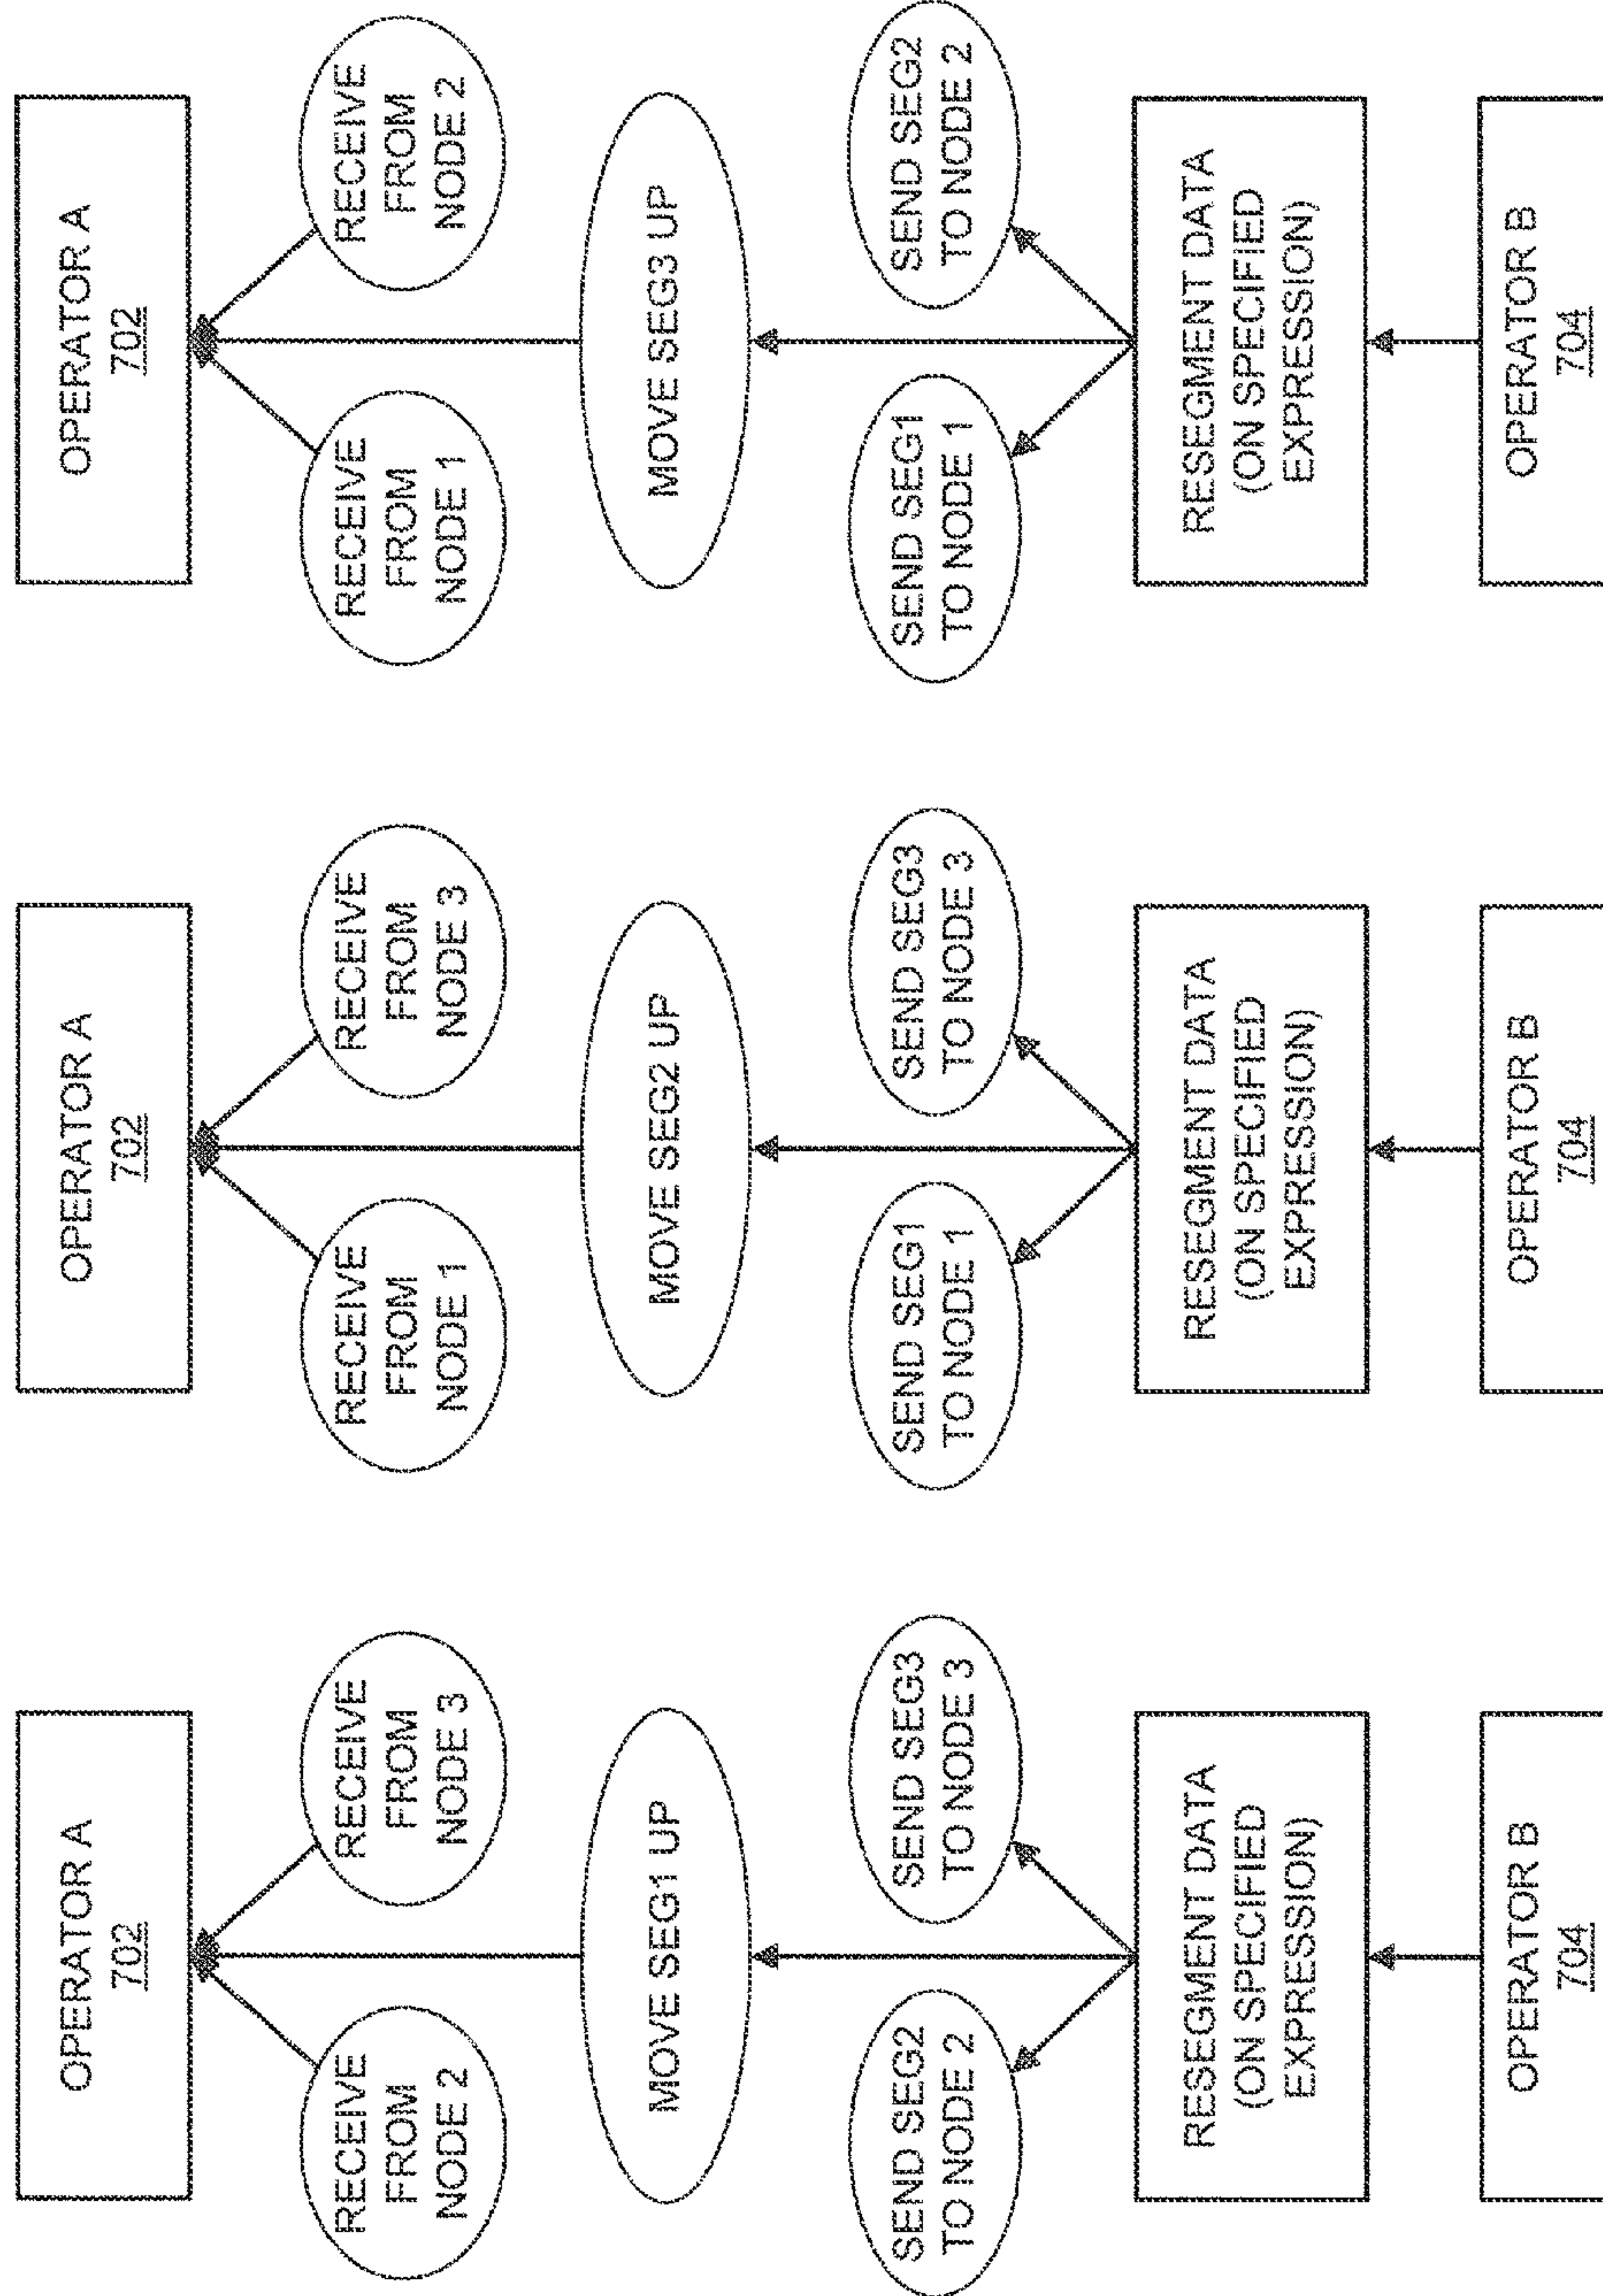 OPERATOR A
702
RECEIVE
FROM
NODE 2
RECEIVE
FROM
NODE 3
MOVE SEG1 UP
SEND SEG2
TO NODE 2
SEND SEG3
TO NODE 3
RESEGMENT DATA
(ON SPECIFIED
EXPRESSION)
OPERATOR B
704
OPERATOR A
702
RECEIVE
FROM
NODE 1
RECEIVE
FROM
NODE 3
MOVE SEG2 UP
SEND SEG1
TO NODE 1
SEND SEG3
TO NODE 3
RESEGMENT DATA
(ON SPECIFIED
EXPRESSION)
OPERATOR B
704
OPERATOR A
702
RECEIVE
FROM
NODE 1
RECEIVE
FROM
NODE 2
MOVE SEG3 UP
SEND SEG1
TO NODE 1
SEND SEG2
TO NODE 2
RESEGMENT DATA
(ON SPECIFIED
EXPRESSION)
OPERATOR B
704